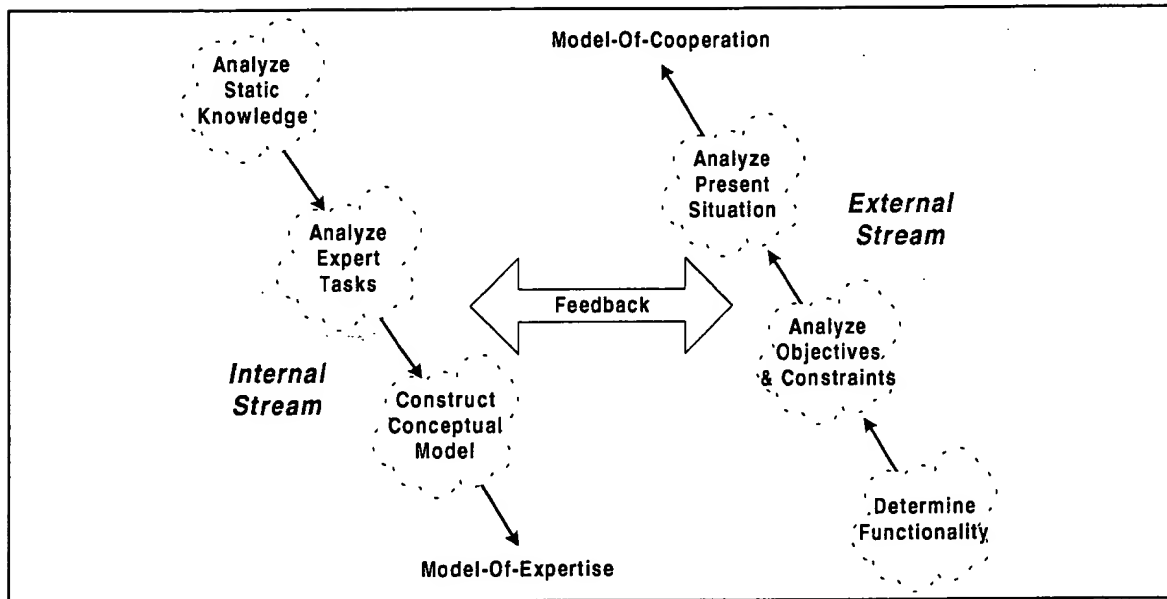 Analyze
Static
Knowledge
Analyze
Expert
Tasks
Internal
Stream
Construct
Conceptual
Model
Model-Of-Expertise
Feedback
Model-Of-Cooperation
Analyze
Present
Situation
External
Stream
Analyze
Objectives
& Constraints
Determine
Functionality